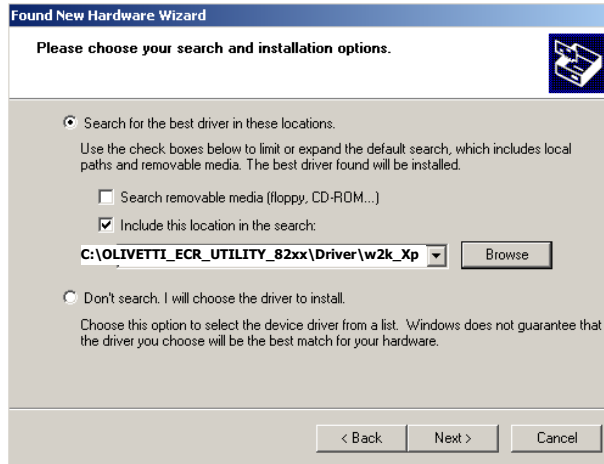 Found New Hardware Wizard
Please choose your search and installation options.
Search for the best driver in these locations.
Use the check boxes below to limit or expand the default search, which includes local
paths and removable media. The best driver found will be installed.
Search removable media (floppy, CD-ROM...)
Include this location in the search:
C:\OLIVETTI_ECR_UTILITY_82xx\Driver\w2k_Xp
Browse
Don't search. I will choose the driver to install.
Choose this option to select the device driver from a list. Windows does not guarantee that
the driver you choose will be the best match for your hardware.
< Back Next > Cancel